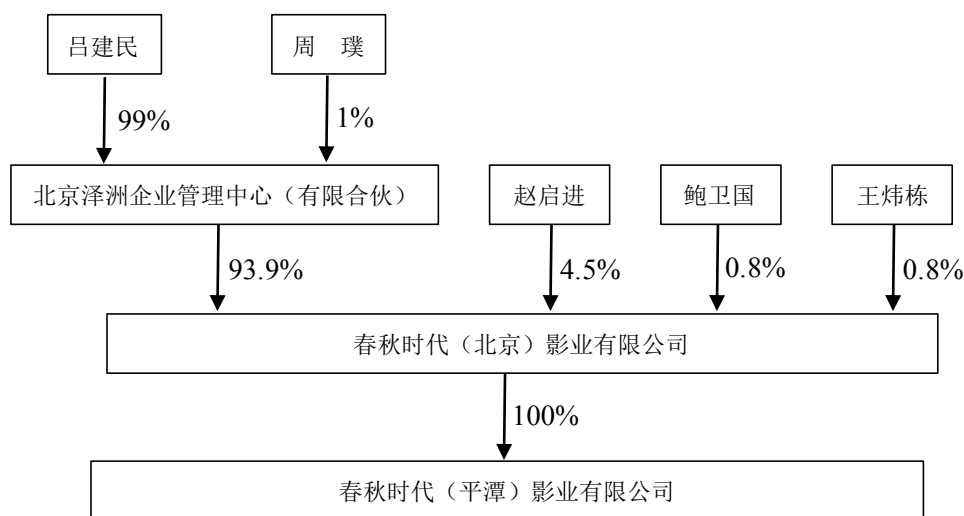 吕建民
周　璞
99%
1%
北京泽洲企业管理中心（有限合伙）
赵启进
鲍卫国
王炜栋
93.9%
4.5%
0.8%
0.8%
春秋时代（北京）影业有限公司
100%
春秋时代（平潭）影业有限公司